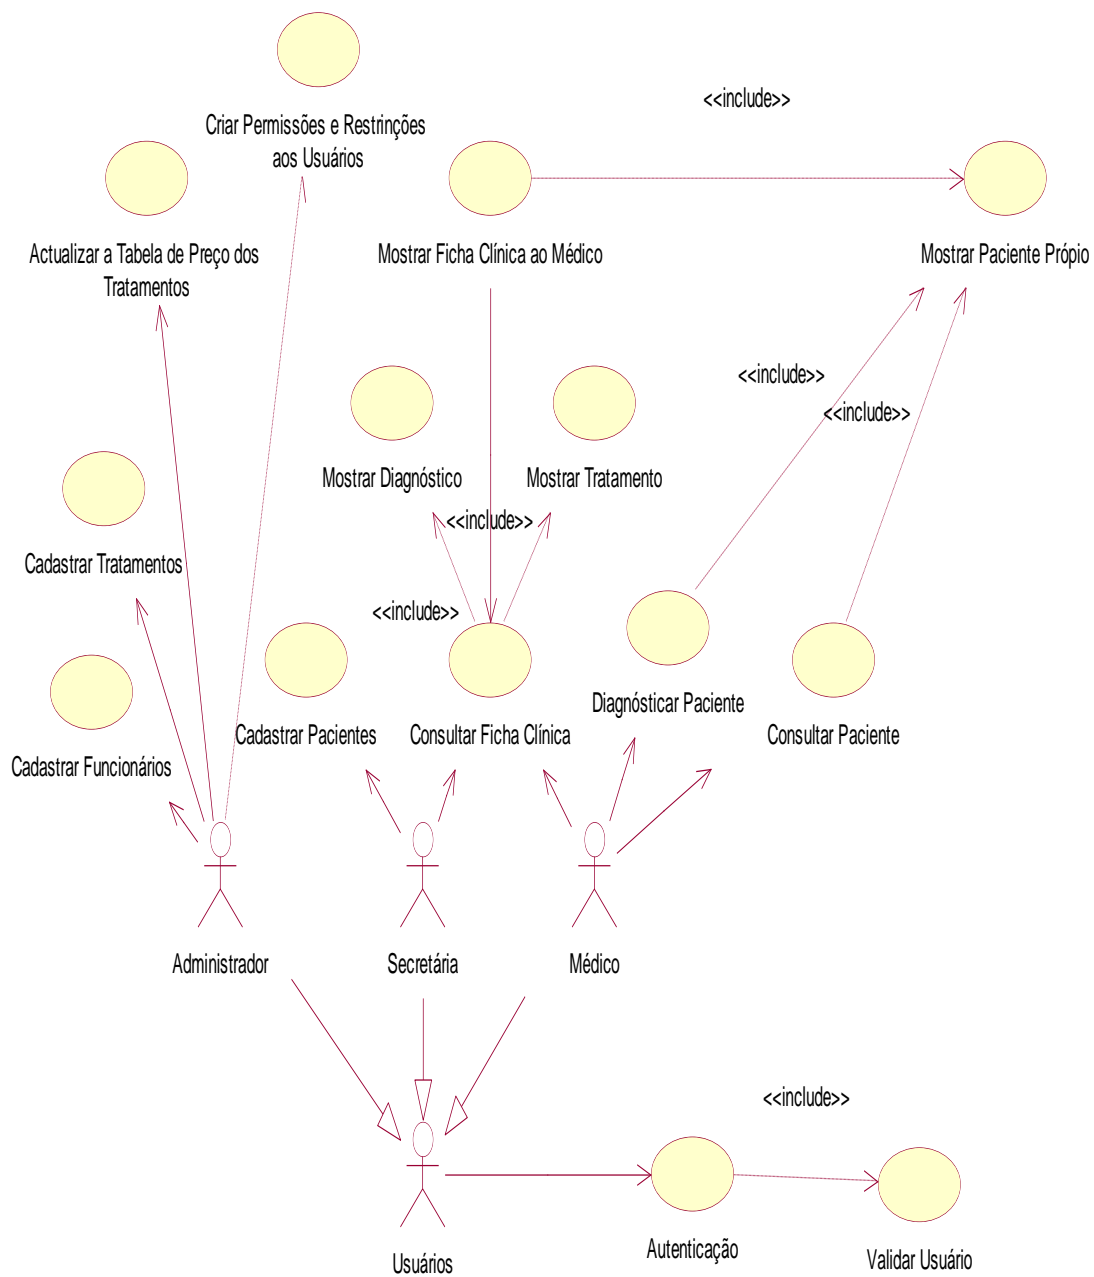 <<include>>
Criar Permissões e Restrinções
aos Usuários
Actualizar a Tabela de Preço dos
Tratamentos
Mostrar Ficha Clínica ao Médico
Mostrar Paciente Própio
<<include>>
<<include>>
Mostrar Diagnóstico
Mostrar Tratamento
<<include>>
Cadastrar Tratamentos
<<include>>
Diagnósticar Paciente
Cadastrar Pacientes
Consultar Ficha Clínica
Consultar Paciente
Cadastrar Funcionários
Administrador
Secretária
Médico
<<include>>
Autenticação
Validar Usuário
Usuários